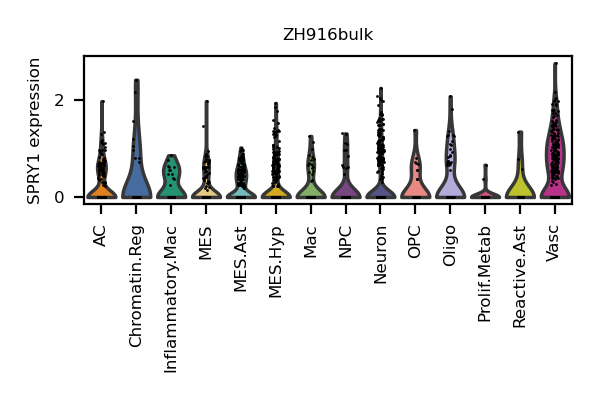 ZH916bulk
SPRY1 expression
2
0
AC
Chromatin.Reg
Inflammatory.Mac
MES
MES.Ast
MES.Hyp
Mac
NPC
Neuron
OPC
Oligo
Prolif.Metab
Reactive.Ast
Vasc